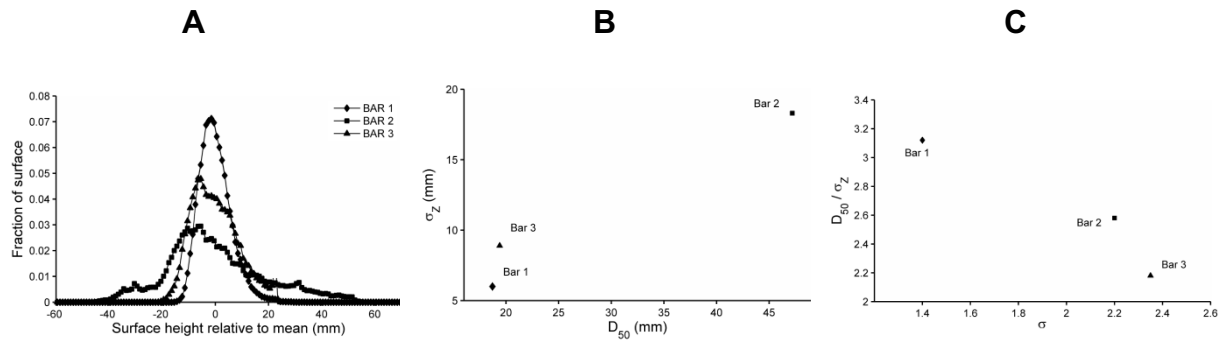 A
B
C
0.08
0.07
0.06
0.05
0.04
0.03
0.02
0.01
0
-60
-40
-20
0
20
40
60
Fraction of surface
Surface height relative to mean (mm)
BAR 1
BAR 2
BAR 3
20
15
10
5
20
25
30
35
40
45
σZ (mm)
D50 (mm)
Bar 2
Bar 3
Bar 1
3.4
3.2
3
2.8
2.6
2.4
2.2
2
1.4
1.6
1.8
2
2.2
2.4
2.6
D50 / σZ
σ
Bar 1
Bar 2
Bar 3